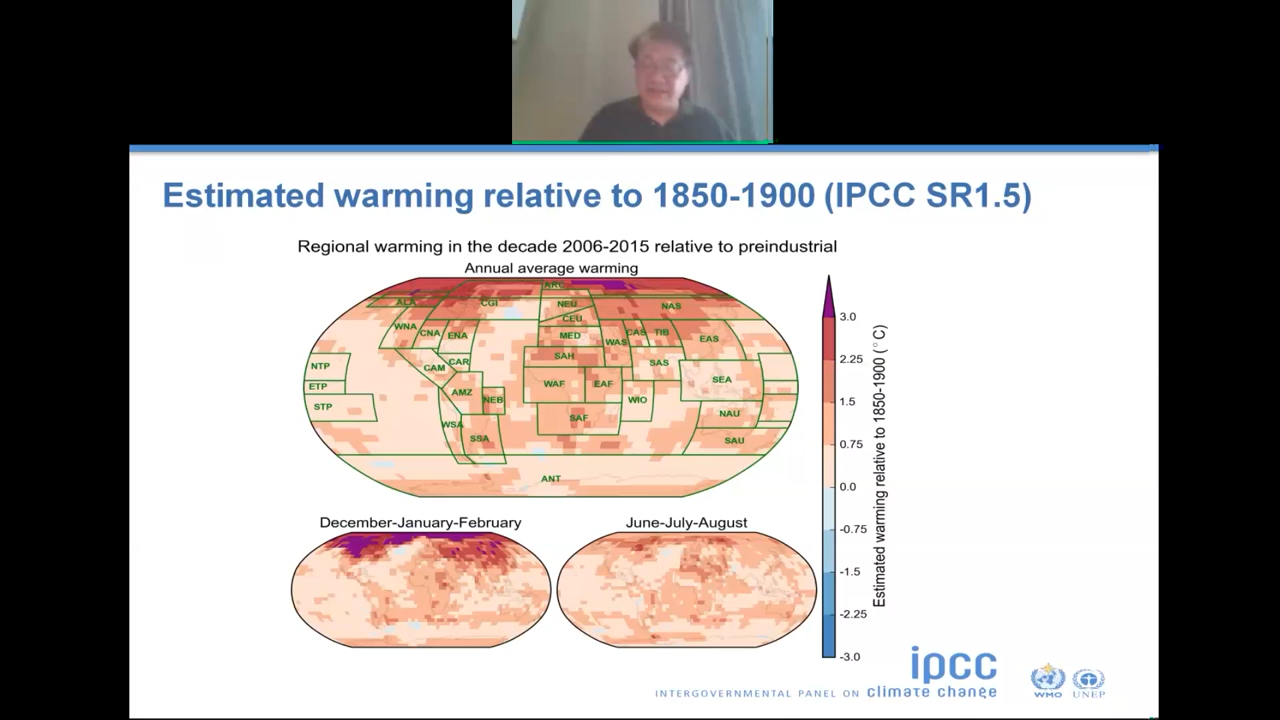 Estimated warming relative to 1850-1900 (IPCC SR1.5)
Regional warming in the decade 2006-2015 relative to preindustrial
Annual average warming
ARC
ALA
CGI
NEU
NAS
CEU
WNA
CNA
ENA
MED
WAS
CAS
TIB
EAS
SAH
CAR
CAM
SAS
NTP
ETP
STP
AMZ
NEB
WAF
EAF
WIO
SEA
SAF
NAU
WSA
SSA
SAU
ANT
3.0
2.25
1.5
0.75
0.0
-0.75
-1.5
-2.25
-3.0
Estimated warming relative to 1850-1900 (°C)
December-January-February
June-July-August
ipcc
INTERGOVERNMENTAL PANEL ON climate change
WMO
UNEP